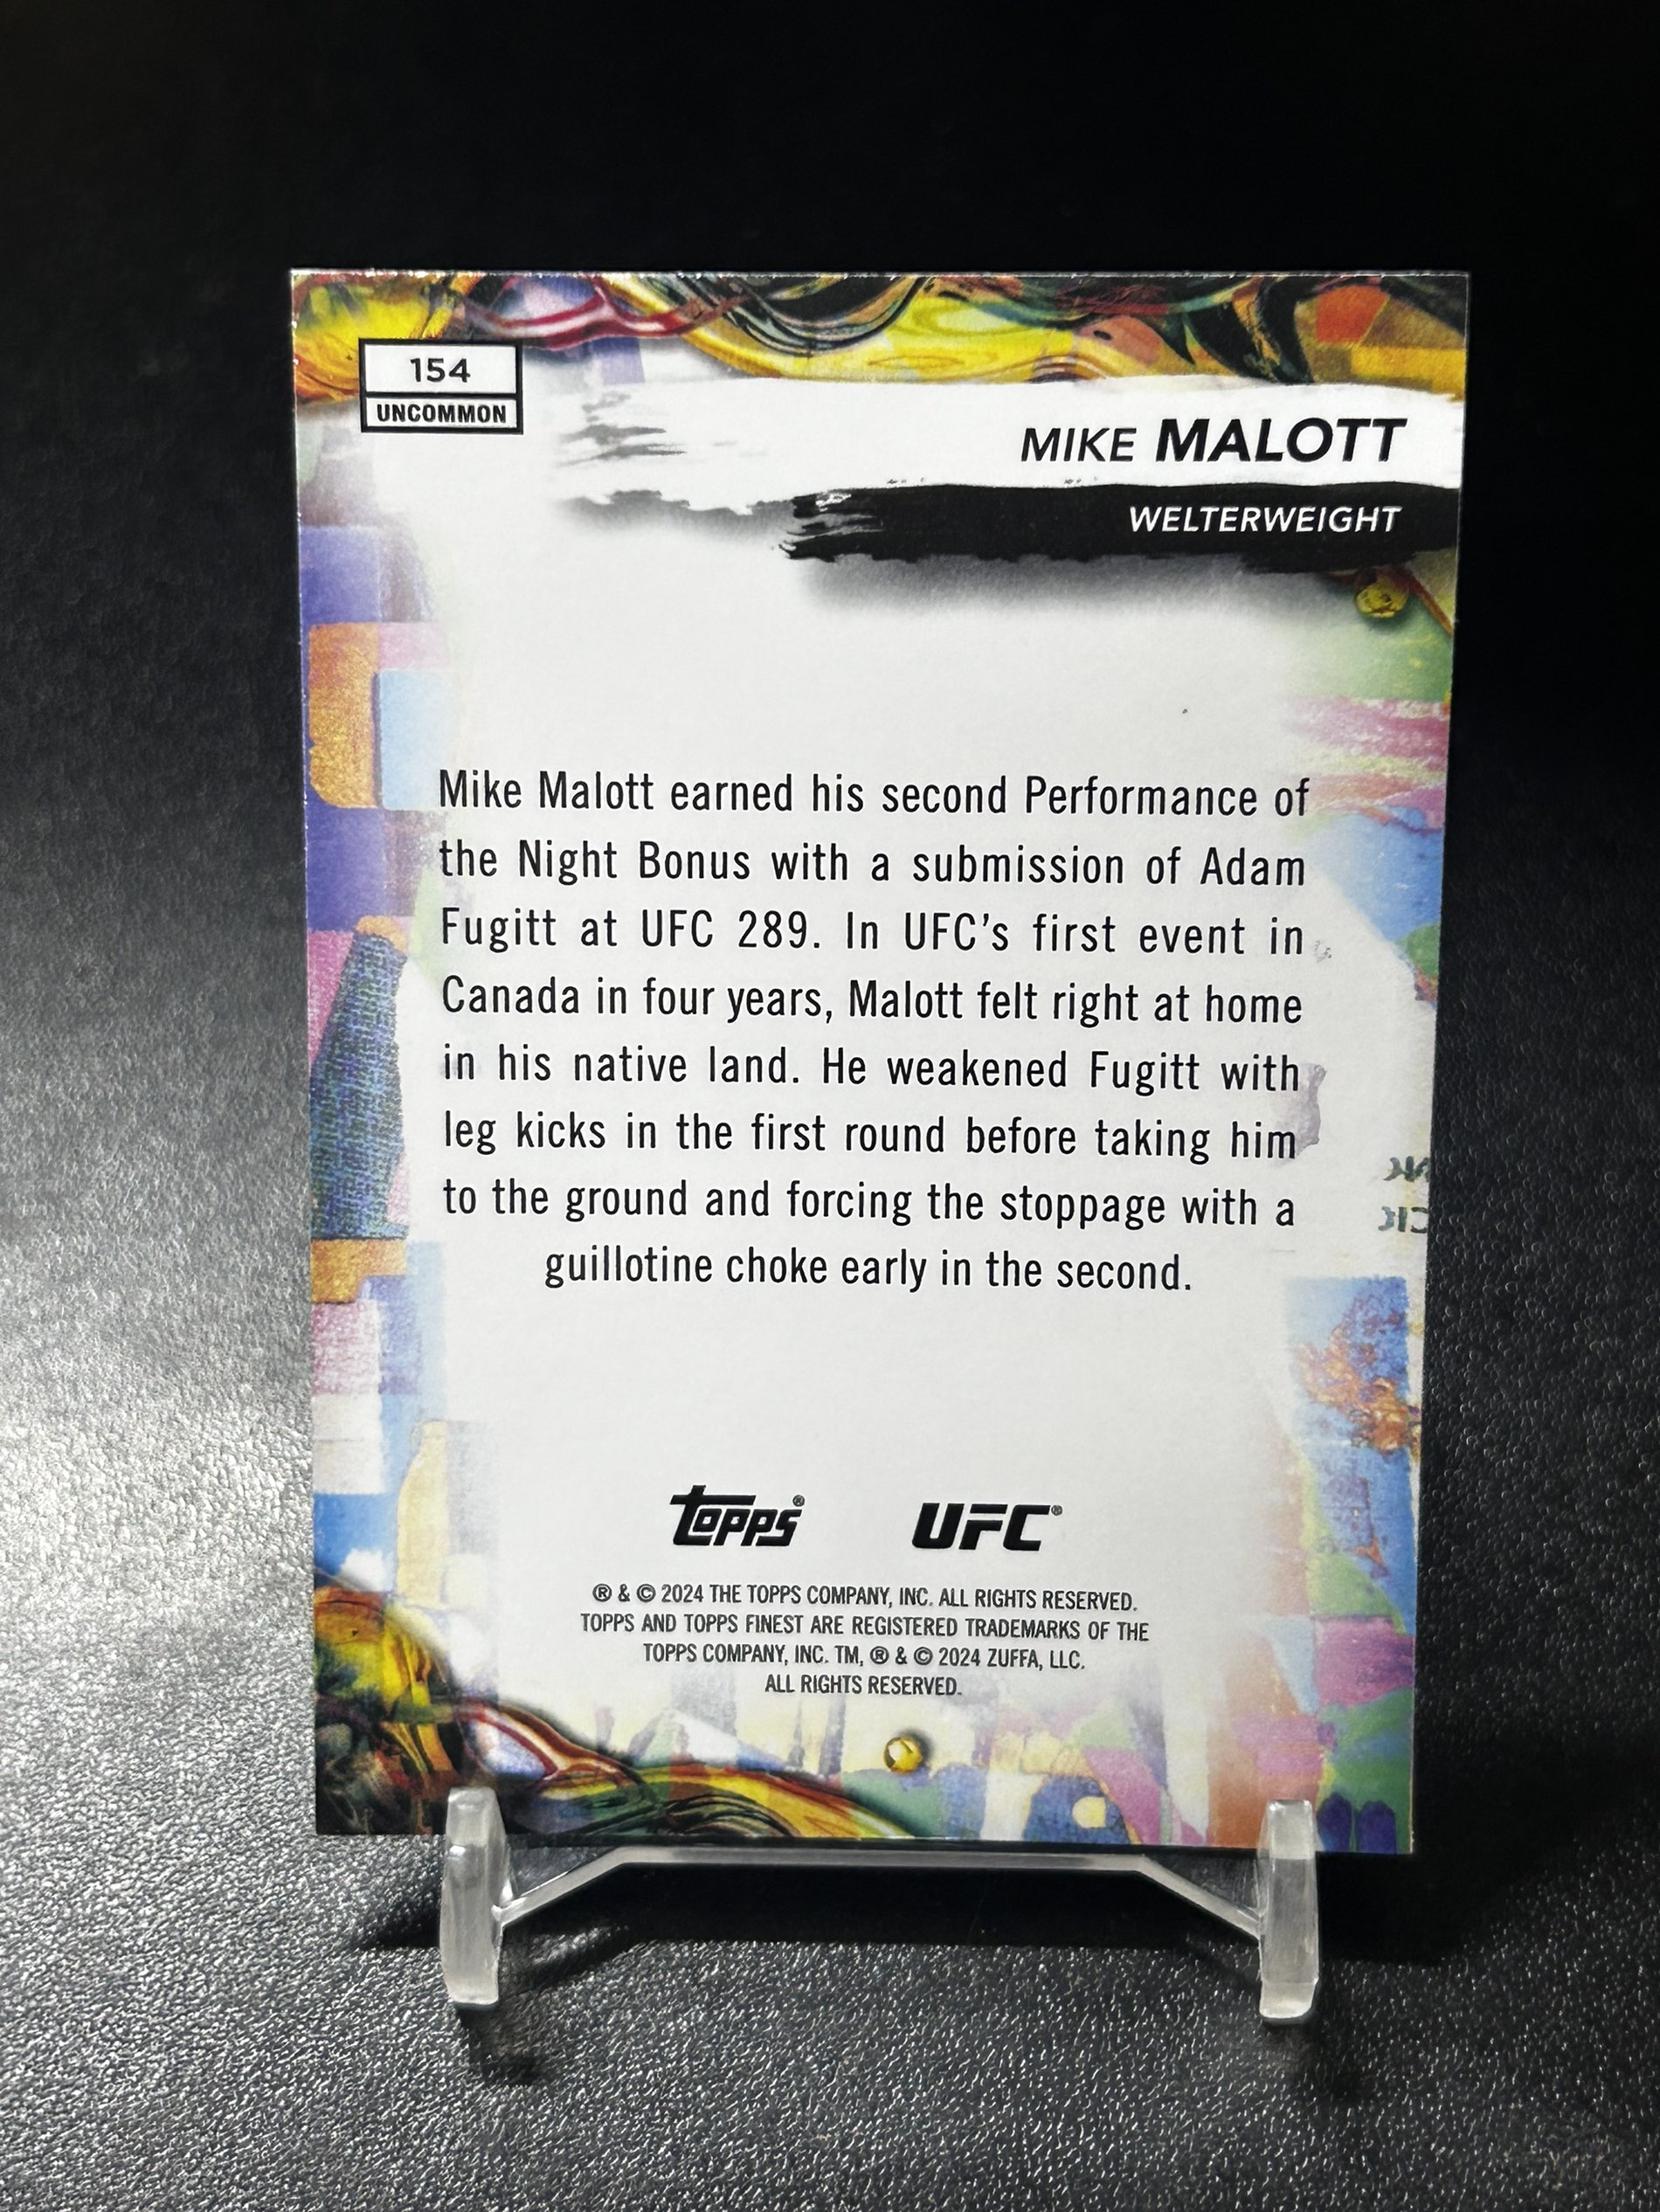 154
UNCOMMON
MIKE MALOTT
WELTERWEIGHT
Mike Malott earned his second Performance of
the Night Bonus with a submission of Adam
Fugitt at UFC 289. In UFC’s first event in
Canada in four years, Malott felt right at home
in his native land. He weakened Fugitt with
leg kicks in the first round before taking him
to the ground and forcing the stoppage with a
guillotine choke early in the second.
Topps® UFC®
® & © 2024 THE TOPPS COMPANY, INC. ALL RIGHTS RESERVED.
TOPPS AND TOPPS FINEST ARE REGISTERED TRADEMARKS OF THE
TOPPS COMPANY, INC. TM, ® & © 2024 ZUFFA, LLC.
ALL RIGHTS RESERVED.